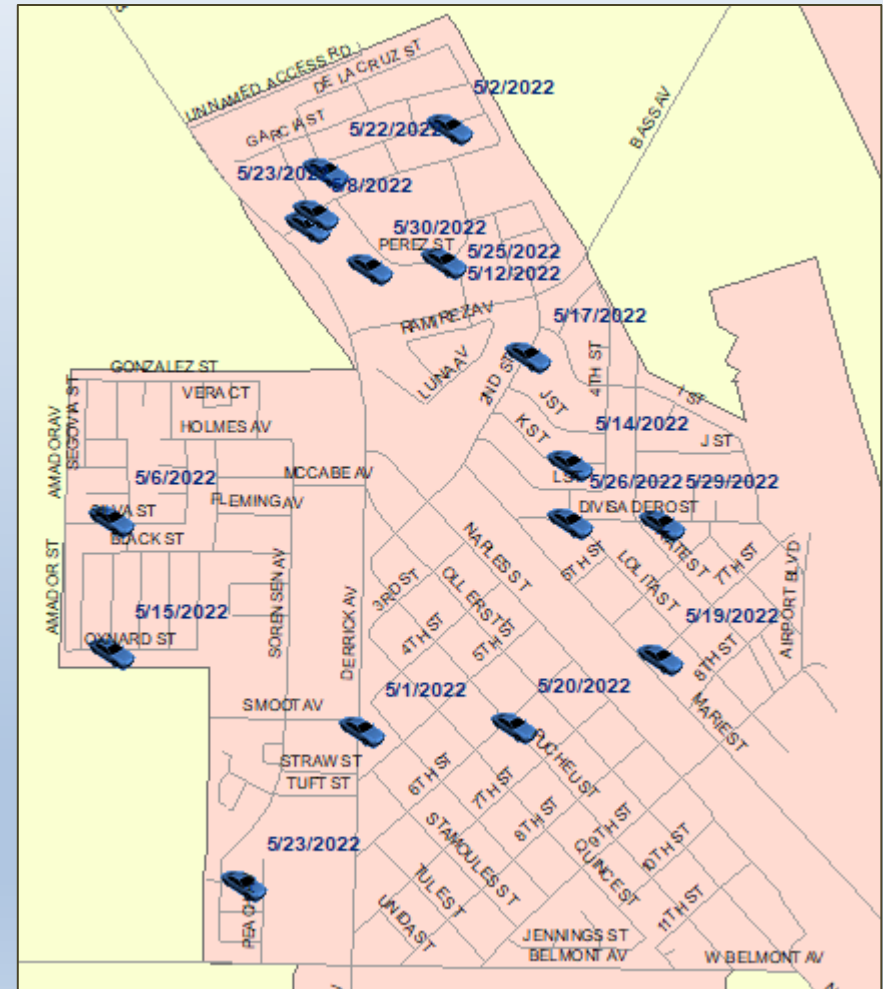 UNNAMED ACCESS RD
DE LA CRUZ ST
5/2/2022
GARCIA ST
5/22/2022
BASS AV
5/23/2022
5/8/2022
5/30/2022
PEREZ ST
5/25/2022
5/12/2022
RAMIREZ AV
5/17/2022
LUNA AV
2ND ST
4TH ST
GONZALEZ ST
VERA CT
I ST
J ST
AMADOR AV
SEGOVIA ST
HOLMES AV
K ST
5/14/2022
J ST
MCCABE AV
5/6/2022
L ST
5/26/2022
5/29/2022
FLEMING AV
SILVA ST
DIVISADERO ST
BLACK ST
NAPLES ST
6TH ST
LOLITA ST
7TH ST
AMADOR ST
SORENSEN AV
3RD ST
OLLER ST
AIRPORT BLVD
5/15/2022
4TH ST
5TH ST
5/19/2022
OXNARD ST
DERRICK AV
8TH ST
5/1/2022
5/20/2022
SMOOT AV
MARIE ST
STRAW ST
TUFT ST
6TH ST
7TH ST
PUCHEU ST
8TH ST
9TH ST
10TH ST
5/23/2022
STAMOULES ST
QUINCE ST
TULE ST
UNIDA ST
11TH ST
JENNINGS ST
BELMONT AV
W BELMONT AV